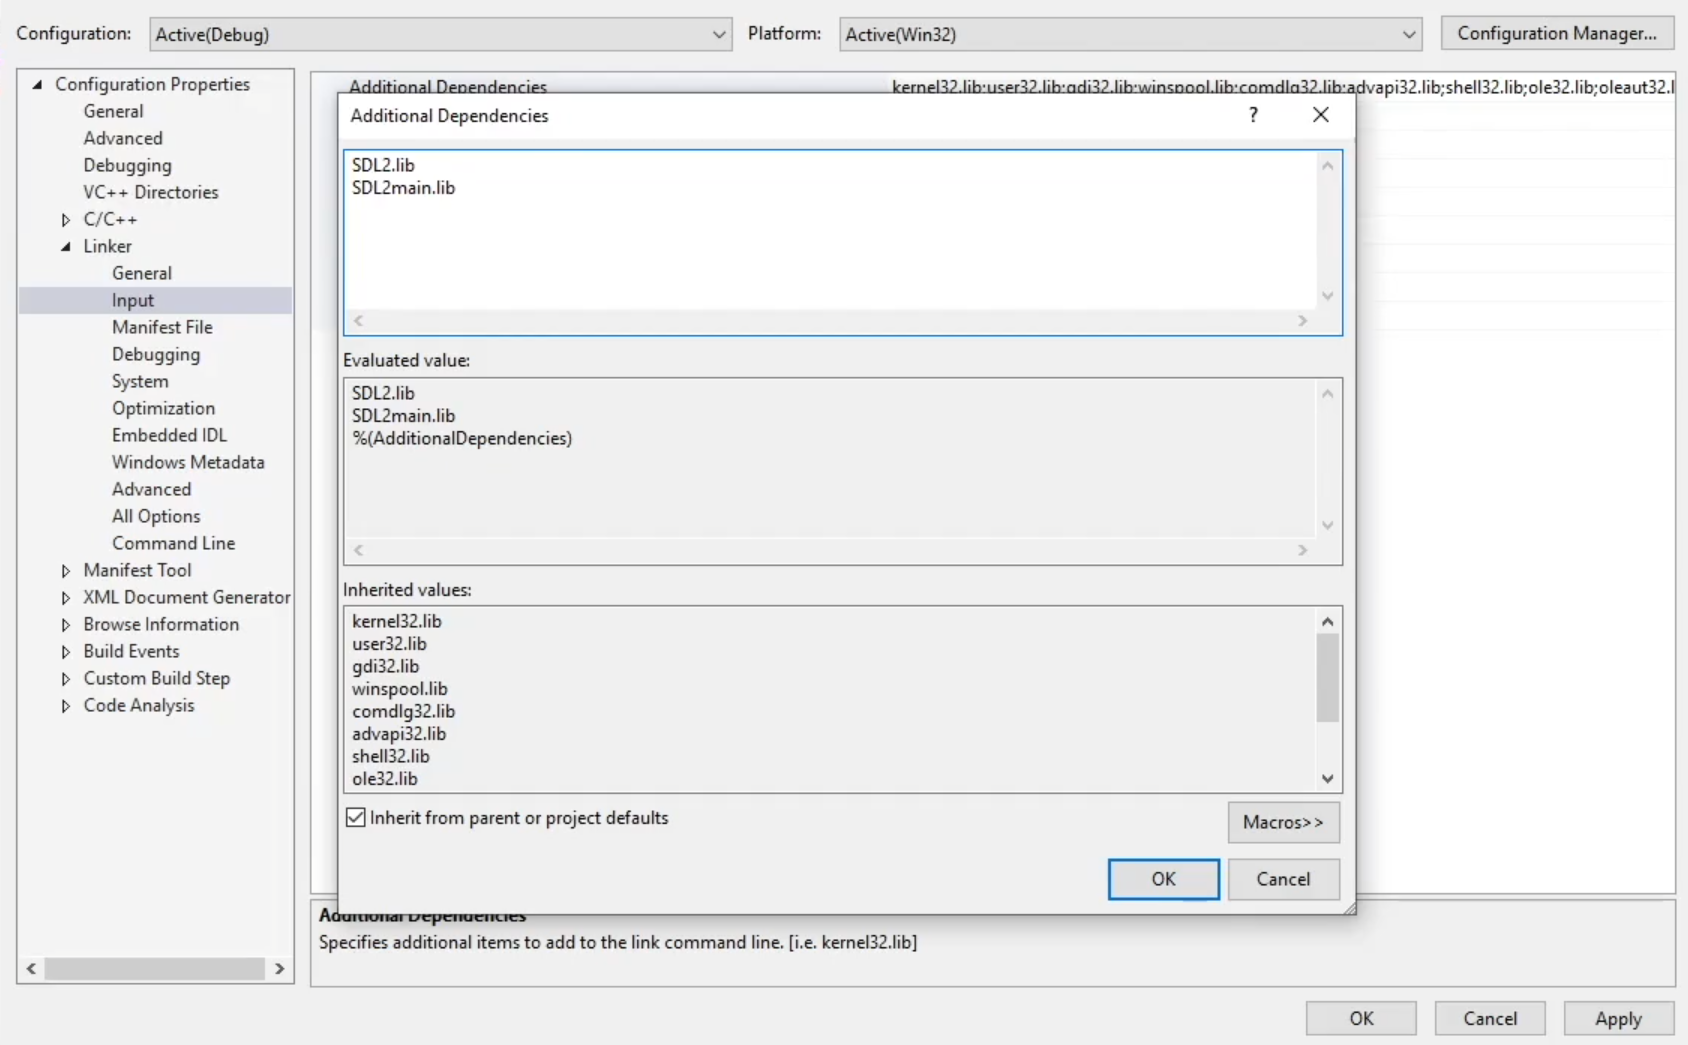 Configuration: Active(Debug) Platform: Active(Win32) Configuration Manager...
Configuration Properties
General
Advanced
Debugging
VC++ Directories
C/C++
Linker
General
Input
Manifest File
Debugging
System
Optimization
Embedded IDL
Windows Metadata
Advanced
All Options
Command Line
Manifest Tool
XML Document Generator
Browse Information
Build Events
Custom Build Step
Code Analysis
Additional Dependencies kernel32.lib;user32.lib;gdi32.lib;winspool.lib;comdlg32.lib;advapi32.lib;shell32.lib;ole32.lib;oleaut32.l
Additional Dependencies ?
SDL2.lib
SDL2main.lib
Evaluated value:
SDL2.lib
SDL2main.lib
%(AdditionalDependencies)
Inherited values:
kernel32.lib
user32.lib
gdi32.lib
winspool.lib
comdlg32.lib
advapi32.lib
shell32.lib
ole32.lib
Inherit from parent or project defaults
Macros>>
OK Cancel
Additional Dependencies
Specifies additional items to add to the link command line. [i.e. kernel32.lib]
OK Cancel Apply